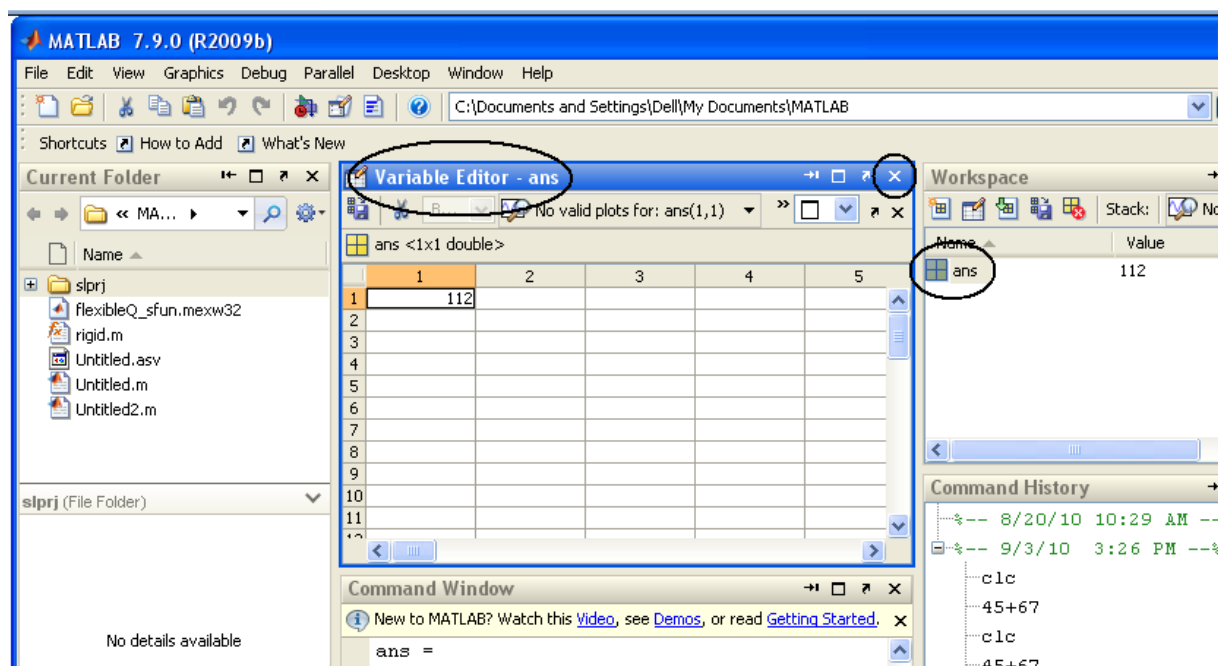 MATLAB 7.9.0 (R2009b)
File Edit View Graphics Debug Parallel Desktop Window Help
C:\Documents and Settings\Dell\My Documents\MATLAB
Shortcuts How to Add What's New
Current Folder
« MA...
Name
slprj
flexibleQ_sfun.mexw32
rigid.m
Untitled.asv
Untitled.m
Untitled2.m
slprj (File Folder)
No details available
Variable Editor - ans
B... No valid plots for: ans(1,1) »
ans <1x1 double>
1 2 3 4 5
1 112
2
3
4
5
6
7
8
9
10
11
Command Window
New to MATLAB? Watch this Video, see Demos, or read Getting Started.
ans =
Workspace
Stack: No
Name Value
ans 112
Command History
%-- 8/20/10 10:29 AM --
%-- 9/3/10 3:26 PM --%
clc
45+67
clc
45+67